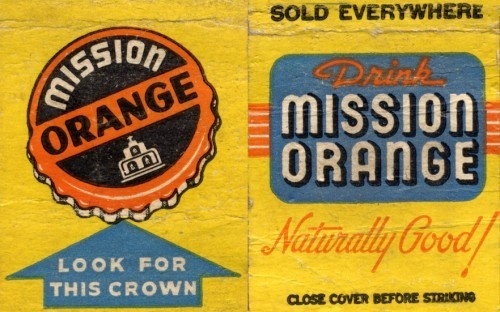 mission
ORANGE
LOOK FOR
THIS CROWN
SOLD EVERYWHERE
Drink
MISSION
ORANGE
Naturally Good!
CLOSE COVER BEFORE STRIKING